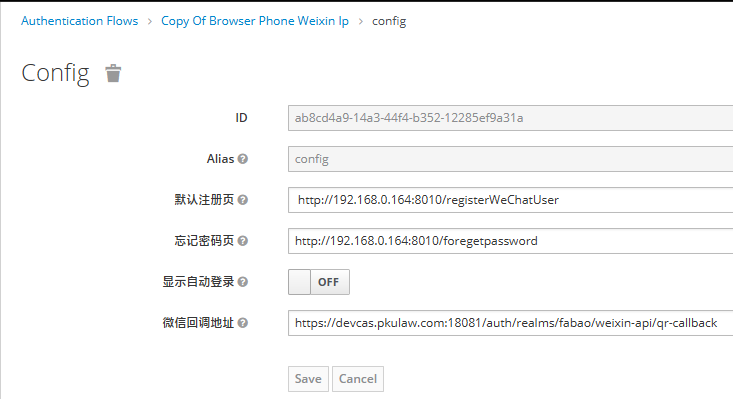 Authentication Flows > Copy Of Browser Phone Weixin Ip > config
Config
ID ab8cd4a9-14a3-44f4-b352-12285ef9a31a
Alias config
默认注册页 http://192.168.0.164:8010/registerWeChatUser
忘记密码页 http://192.168.0.164:8010/foregetpassword
显示自动登录 OFF
微信回调地址 https://devcas.pkulaw.com:18081/auth/realms/fabao/weixin-api/qr-callback
Save Cancel